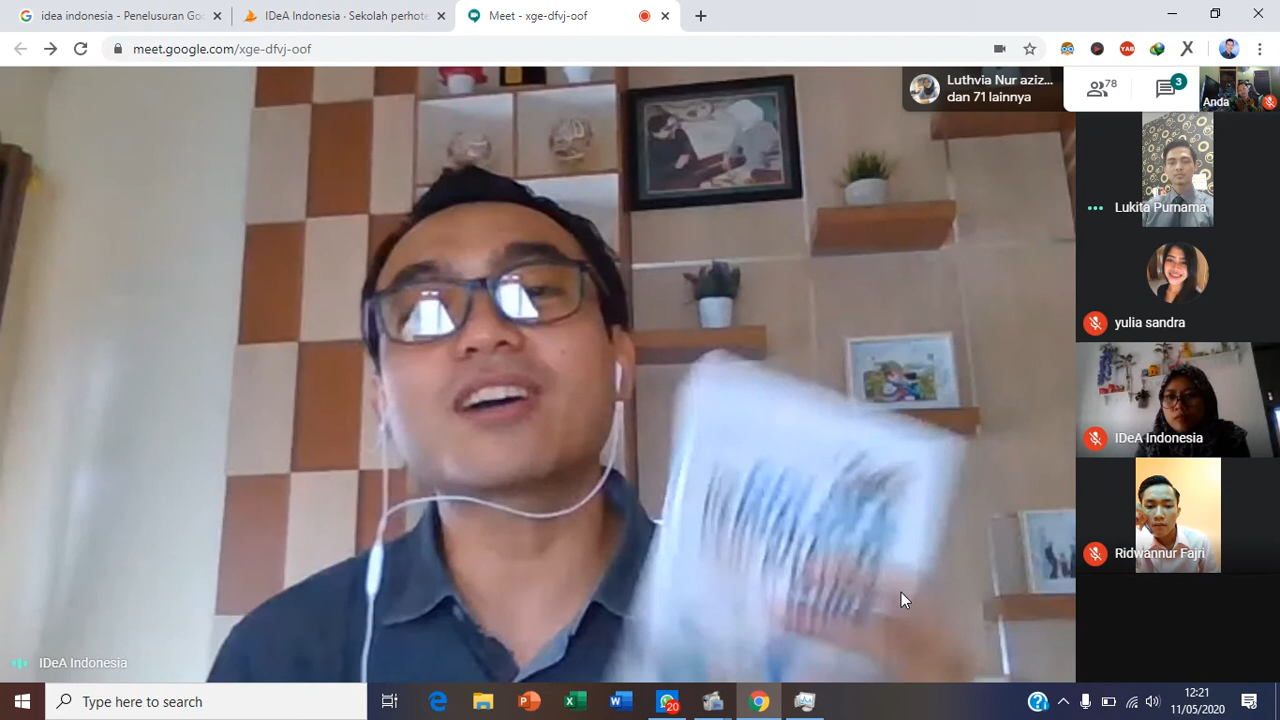 idea indonesia - Penelusuran Goo
IDeA Indonesia · Sekolah perhote
Meet - xge-dfvj-oof
meet.google.com/xge-dfvj-oof
YAB
Luthvia Nur aziz...
dan 71 lainnya
78
3
Anda
Lukita Purnama
yulia sandra
IDeA Indonesia
Ridwannur Fajri
IDeA Indonesia
Type here to search
20
12:21
11/05/2020